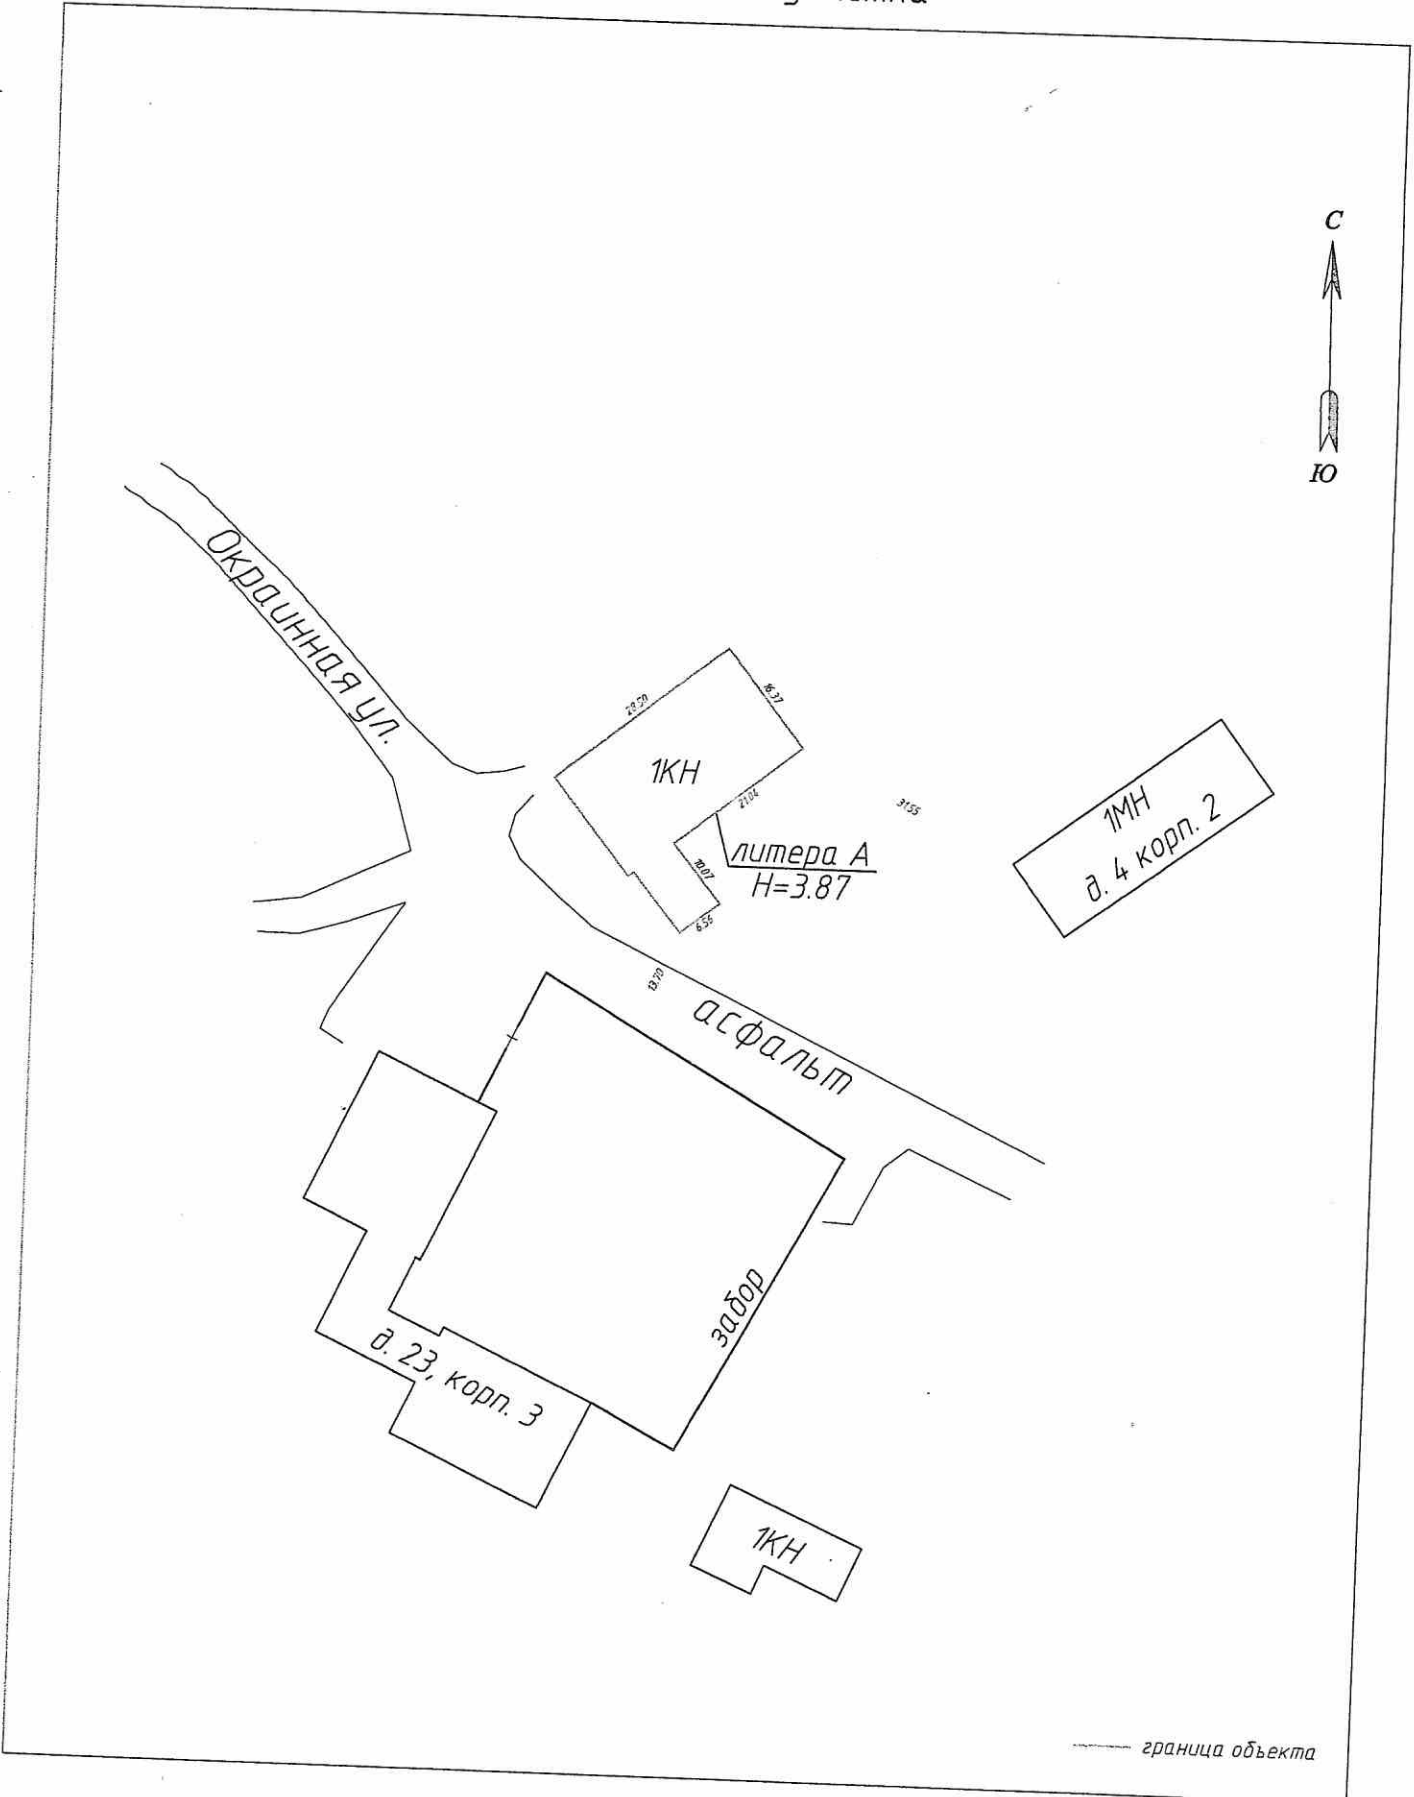 С
Ю
Окраинная ул.
28.50
16.37
1КН
21.04
31.55
литера А
Н=3.87
10.07
6.56
1МН
д. 4 корп. 2
13.70
асфальт
забор
д. 23, корп. 3
1КН
граница объекта